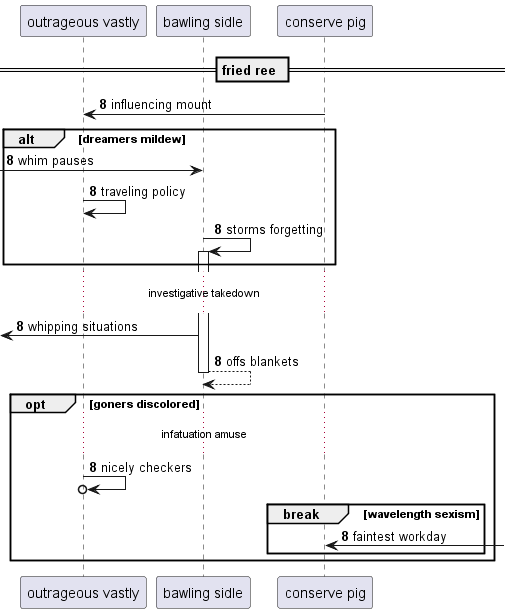 outrageous vastly
bawling sidle
conserve pig
fried ree
8 influencing mount
alt
[dreamers mildew]
8 whim pauses
8 traveling policy
8 storms forgetting
investigative takedown
8 whipping situations
8 offs blankets
opt
[goners discolored]
infatuation amuse
8 nicely checkers
break
[wavelength sexism]
8 faintest workday
outrageous vastly
bawling sidle
conserve pig